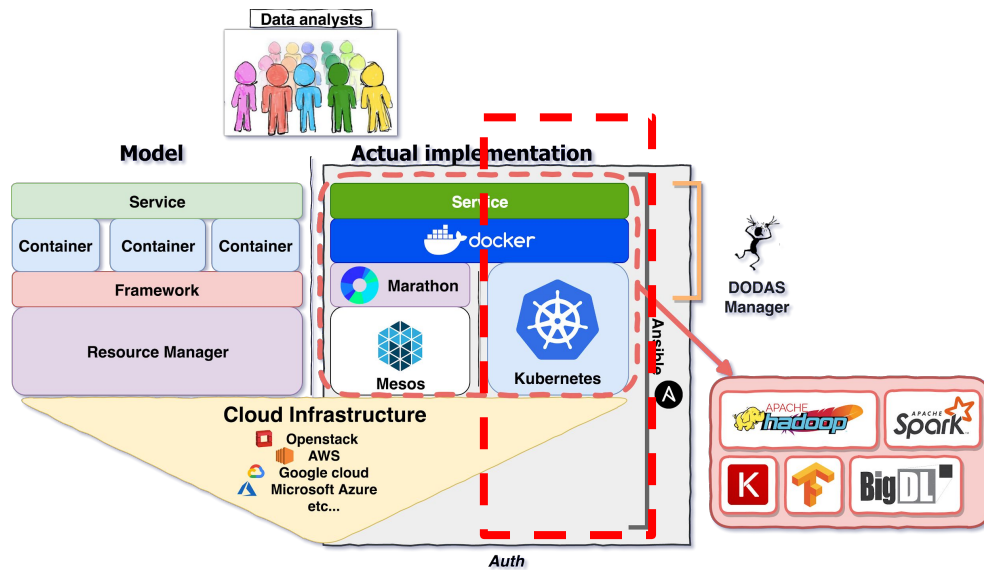 Data analysts
Model
Actual implementation
Service
Container
Container
Container
Framework
Resource Manager
Service
docker
Marathon
Mesos
Kubernetes
Ansible
DODAS
Manager
Cloud Infrastructure
Openstack
AWS
Google cloud
Microsoft Azure
etc...
APACHE
hadoop
APACHE
Spark
K
BigDL
Auth